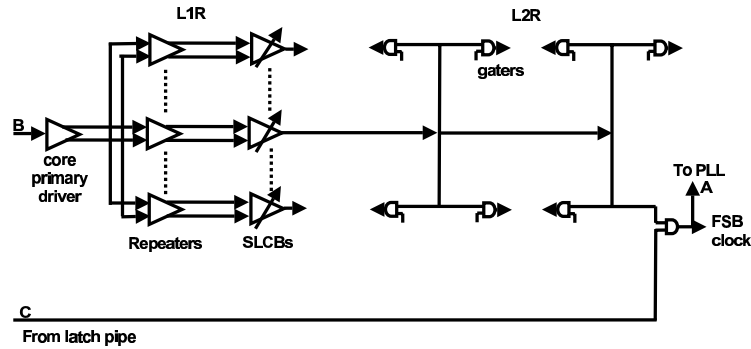 L1R
L2R
gaters
B
core
primary
driver
To PLL
A
FSB
clock
Repeaters
SLCBs
C
From latch pipe